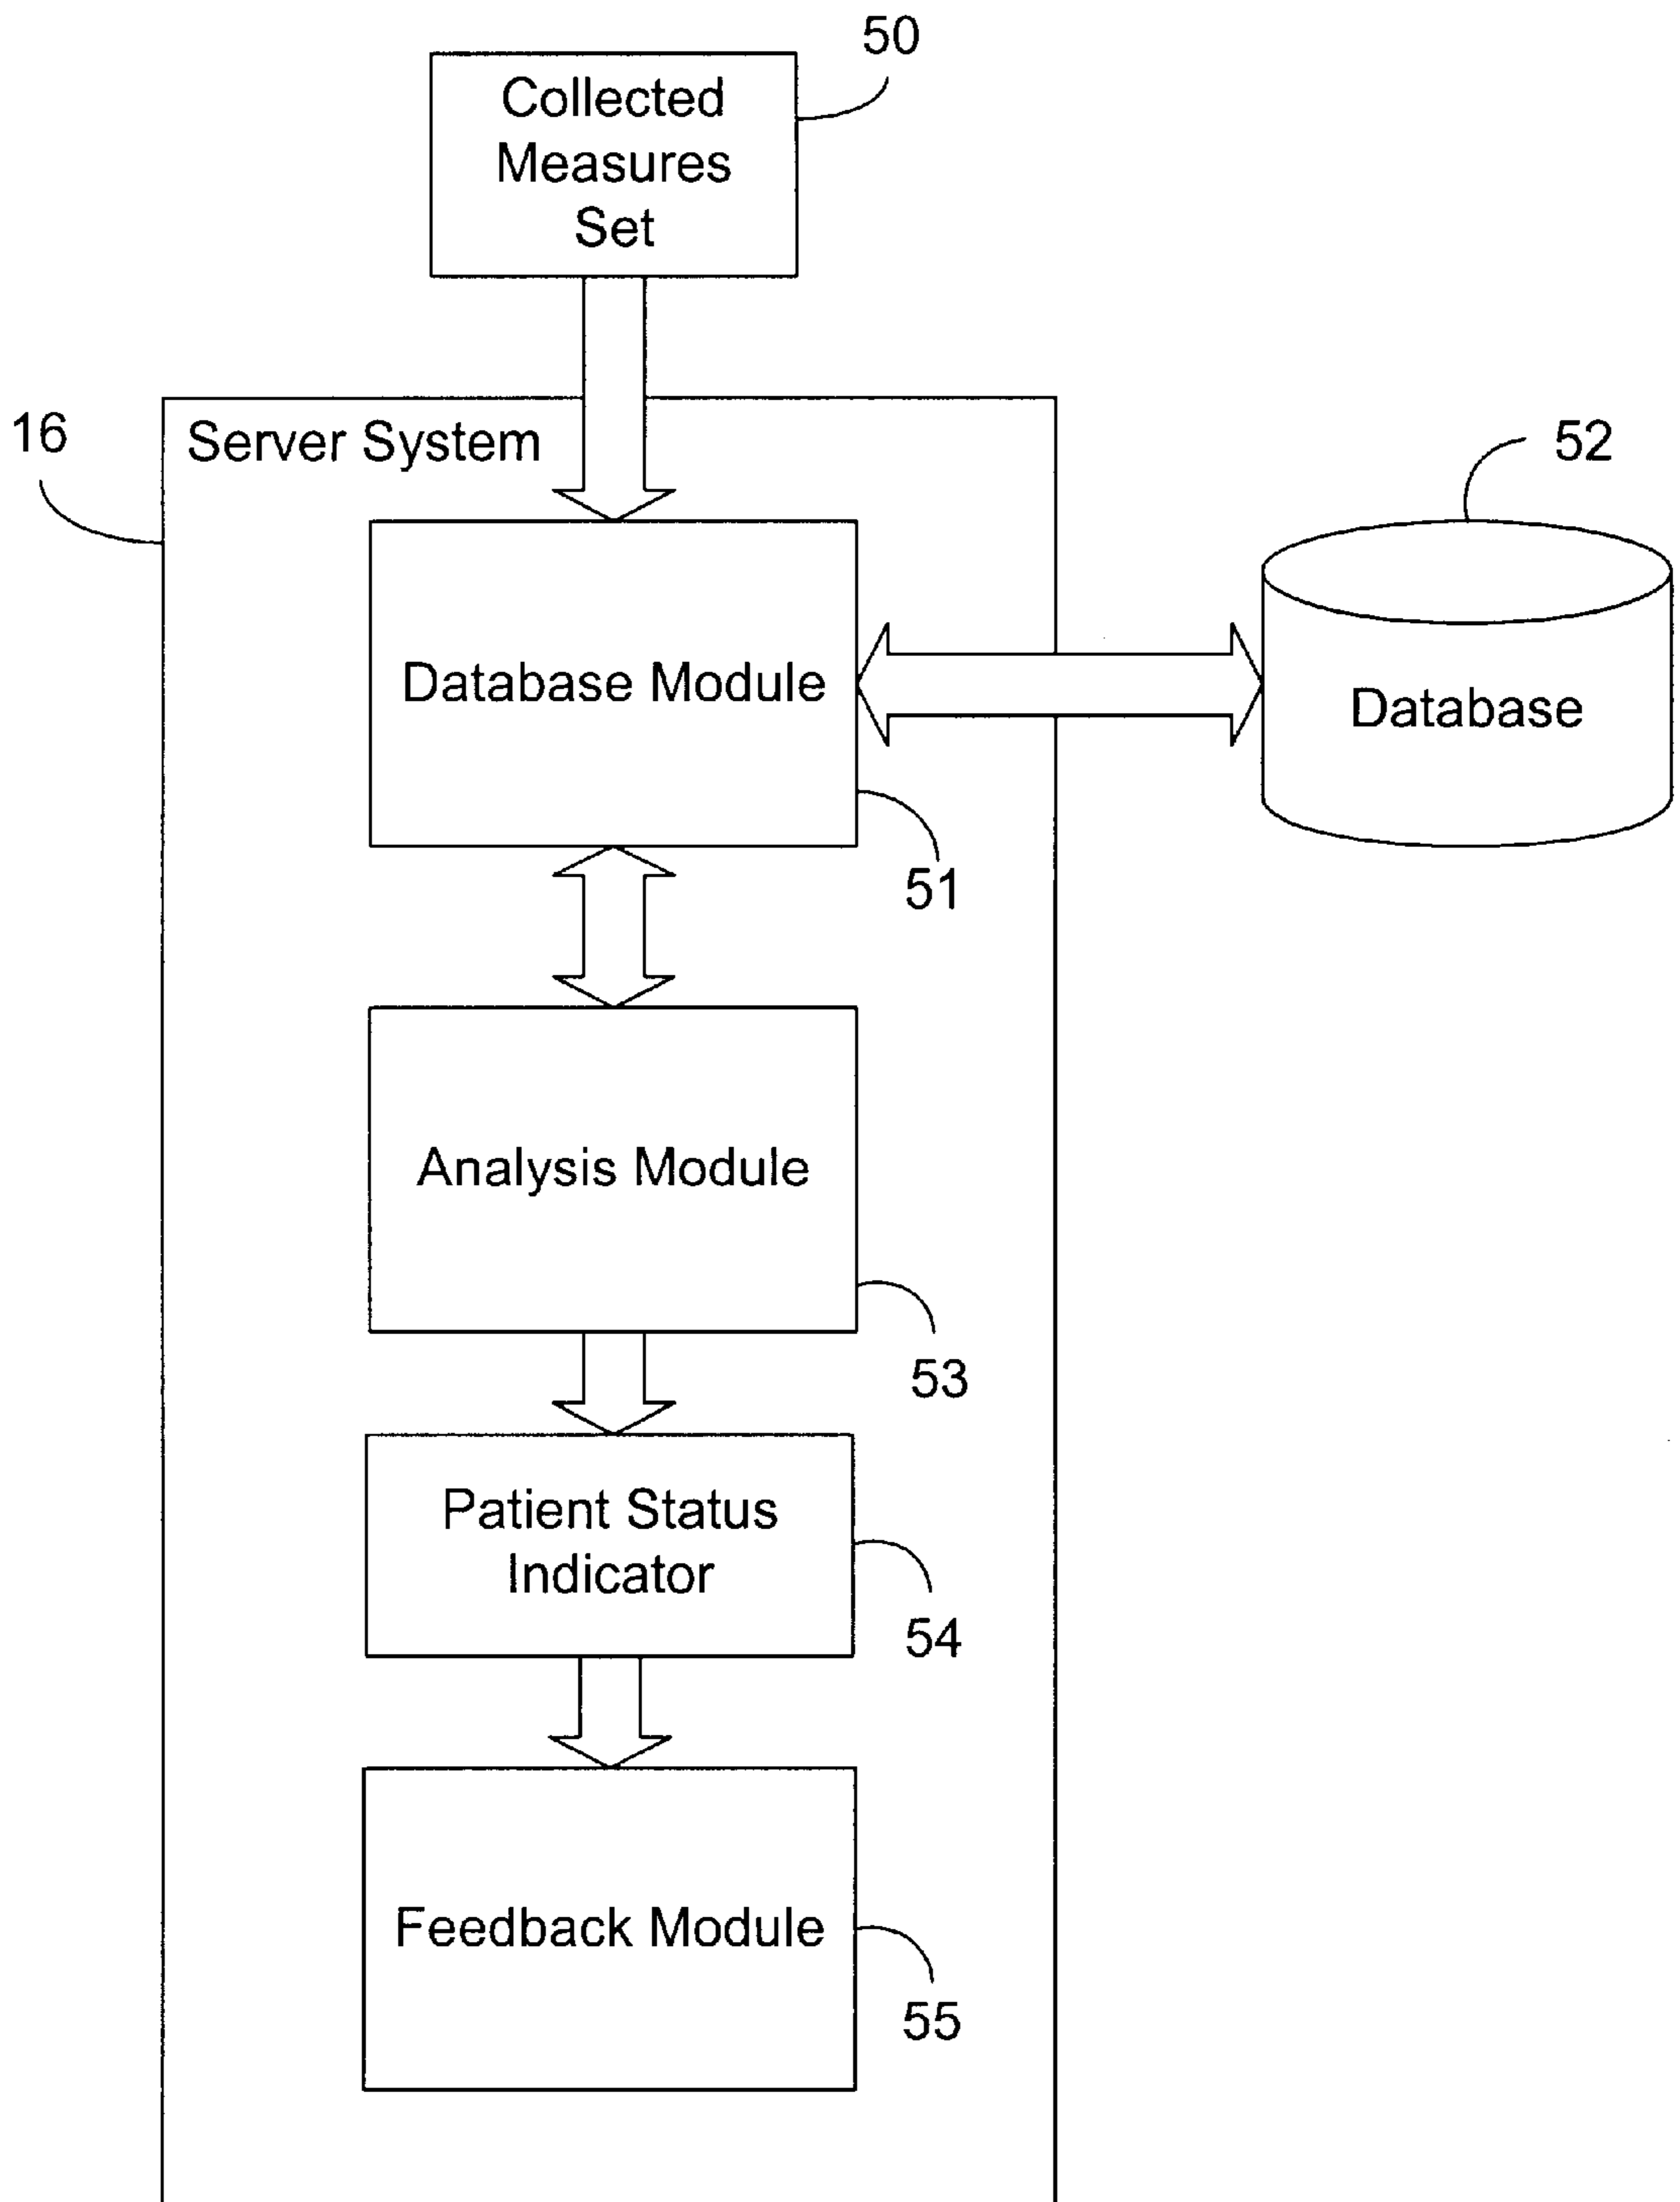 50
Collected
Measures
Set
16
Server System
52
Database Module
Database
51
Analysis Module
53
Patient Status
Indicator
54
Feedback Module
55